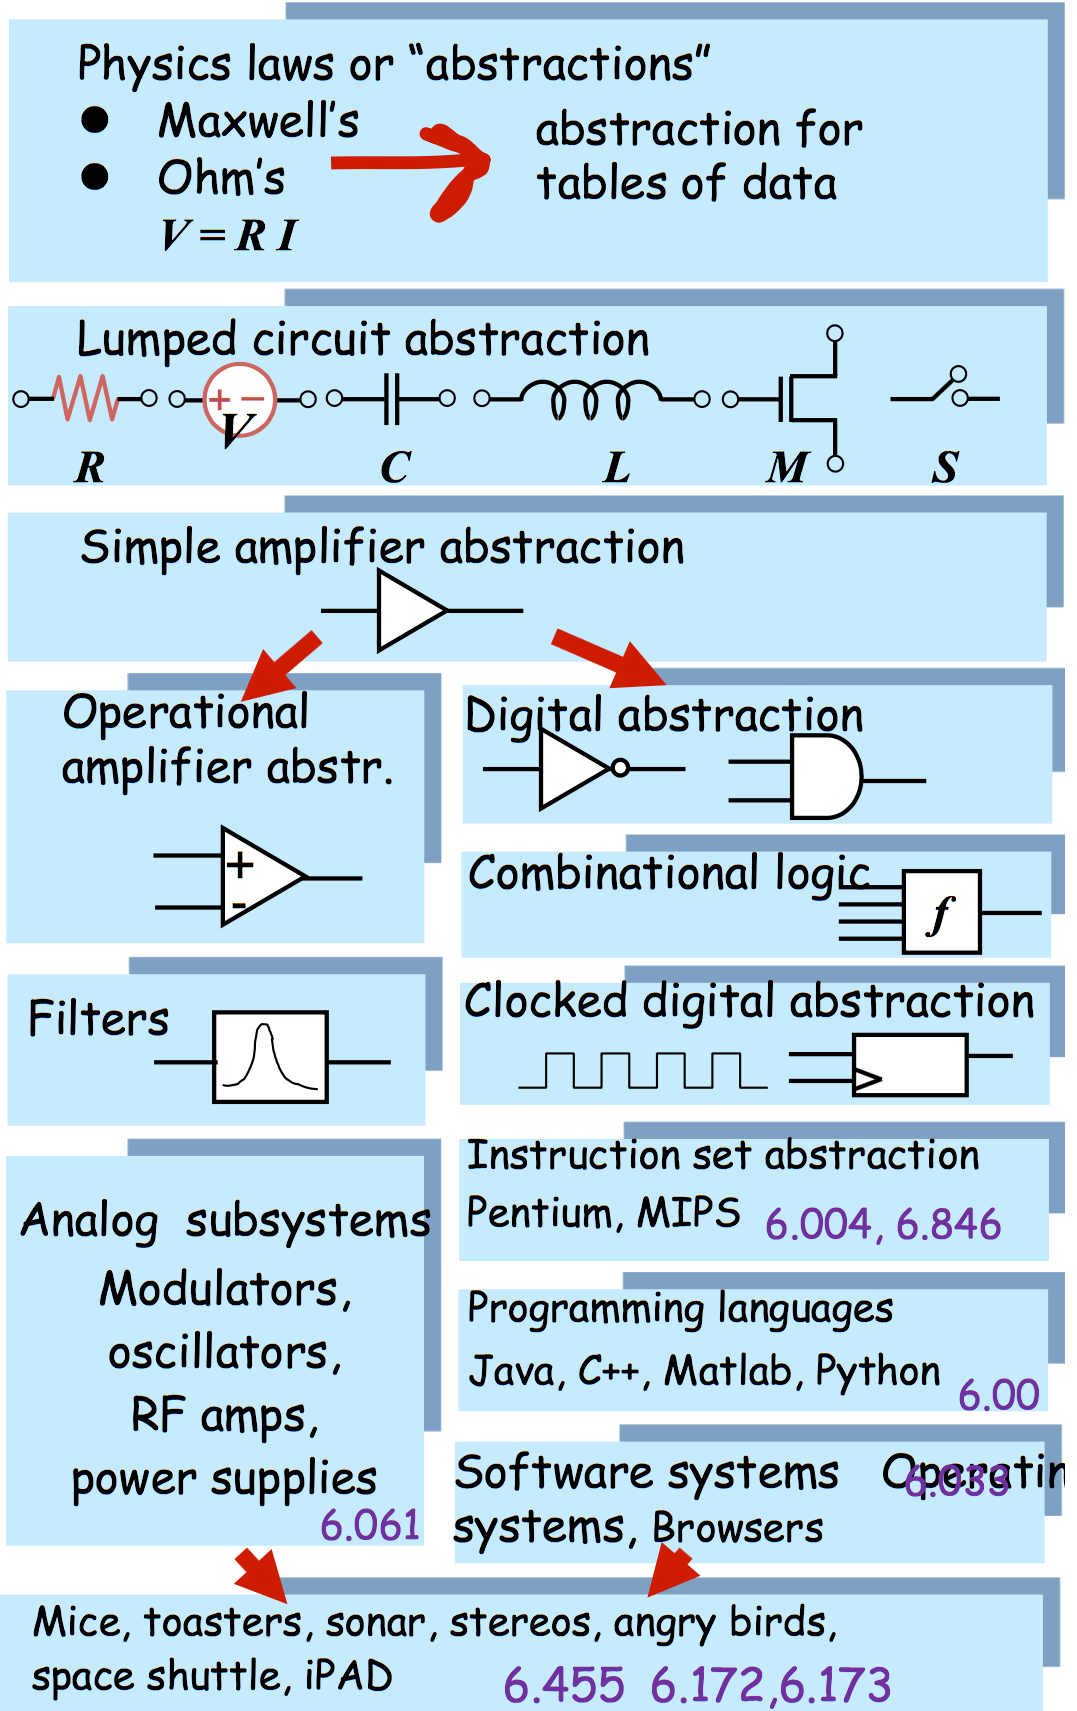 Physics laws or “abstractions”
● Maxwell’s
● Ohm’s
V = R I
abstraction for
tables of data
Lumped circuit abstraction
+ –
V
R C L M S
Simple amplifier abstraction
Operational
amplifier abstr.
+
-
Filters
Analog subsystems
Modulators,
oscillators,
RF amps,
power supplies
6.061
Digital abstraction
Combinational logic
f
Clocked digital abstraction
Instruction set abstraction
Pentium, MIPS 6.004, 6.846
Programming languages
Java, C++, Matlab, Python 6.00
Software systems Operatin
6.033
systems, Browsers
Mice, toasters, sonar, stereos, angry birds,
space shuttle, iPAD 6.455 6.172,6.173